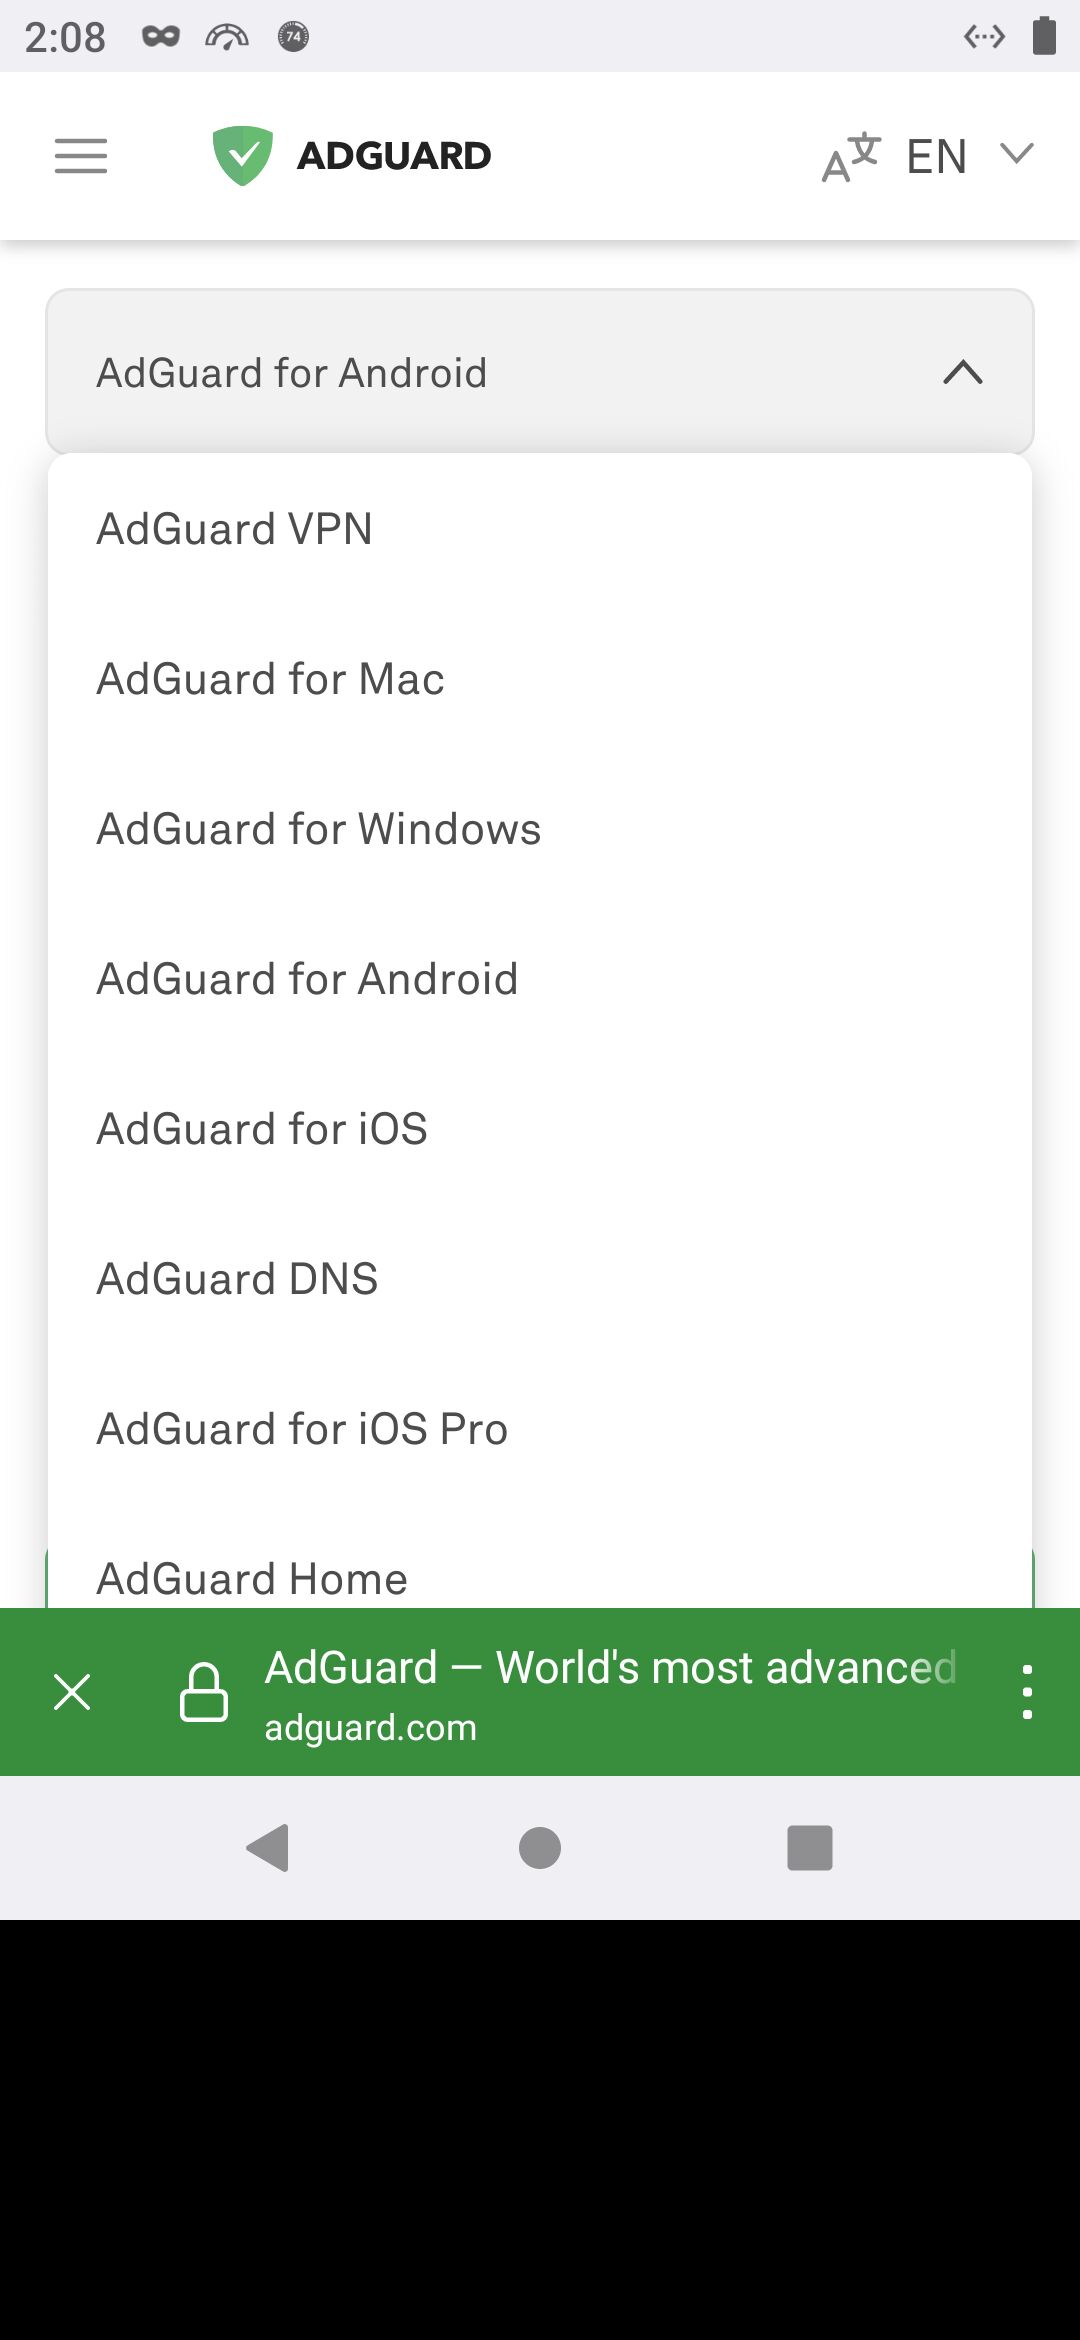 2:08
74
ADGUARD
EN
AdGuard for Android
AdGuard VPN
AdGuard for Mac
AdGuard for Windows
AdGuard for Android
AdGuard for iOS
AdGuard DNS
AdGuard for iOS Pro
AdGuard Home
AdGuard — World's most advanced
adguard.com